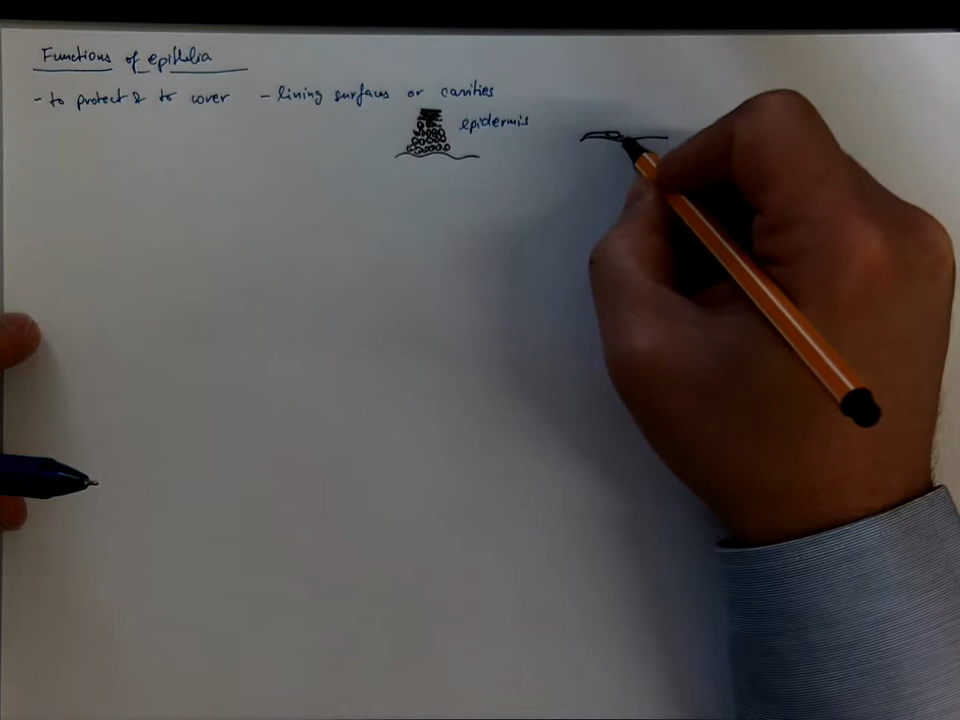 Functions of epithelia
- to protect & to cover - lining surfaces or cavities
epidermis